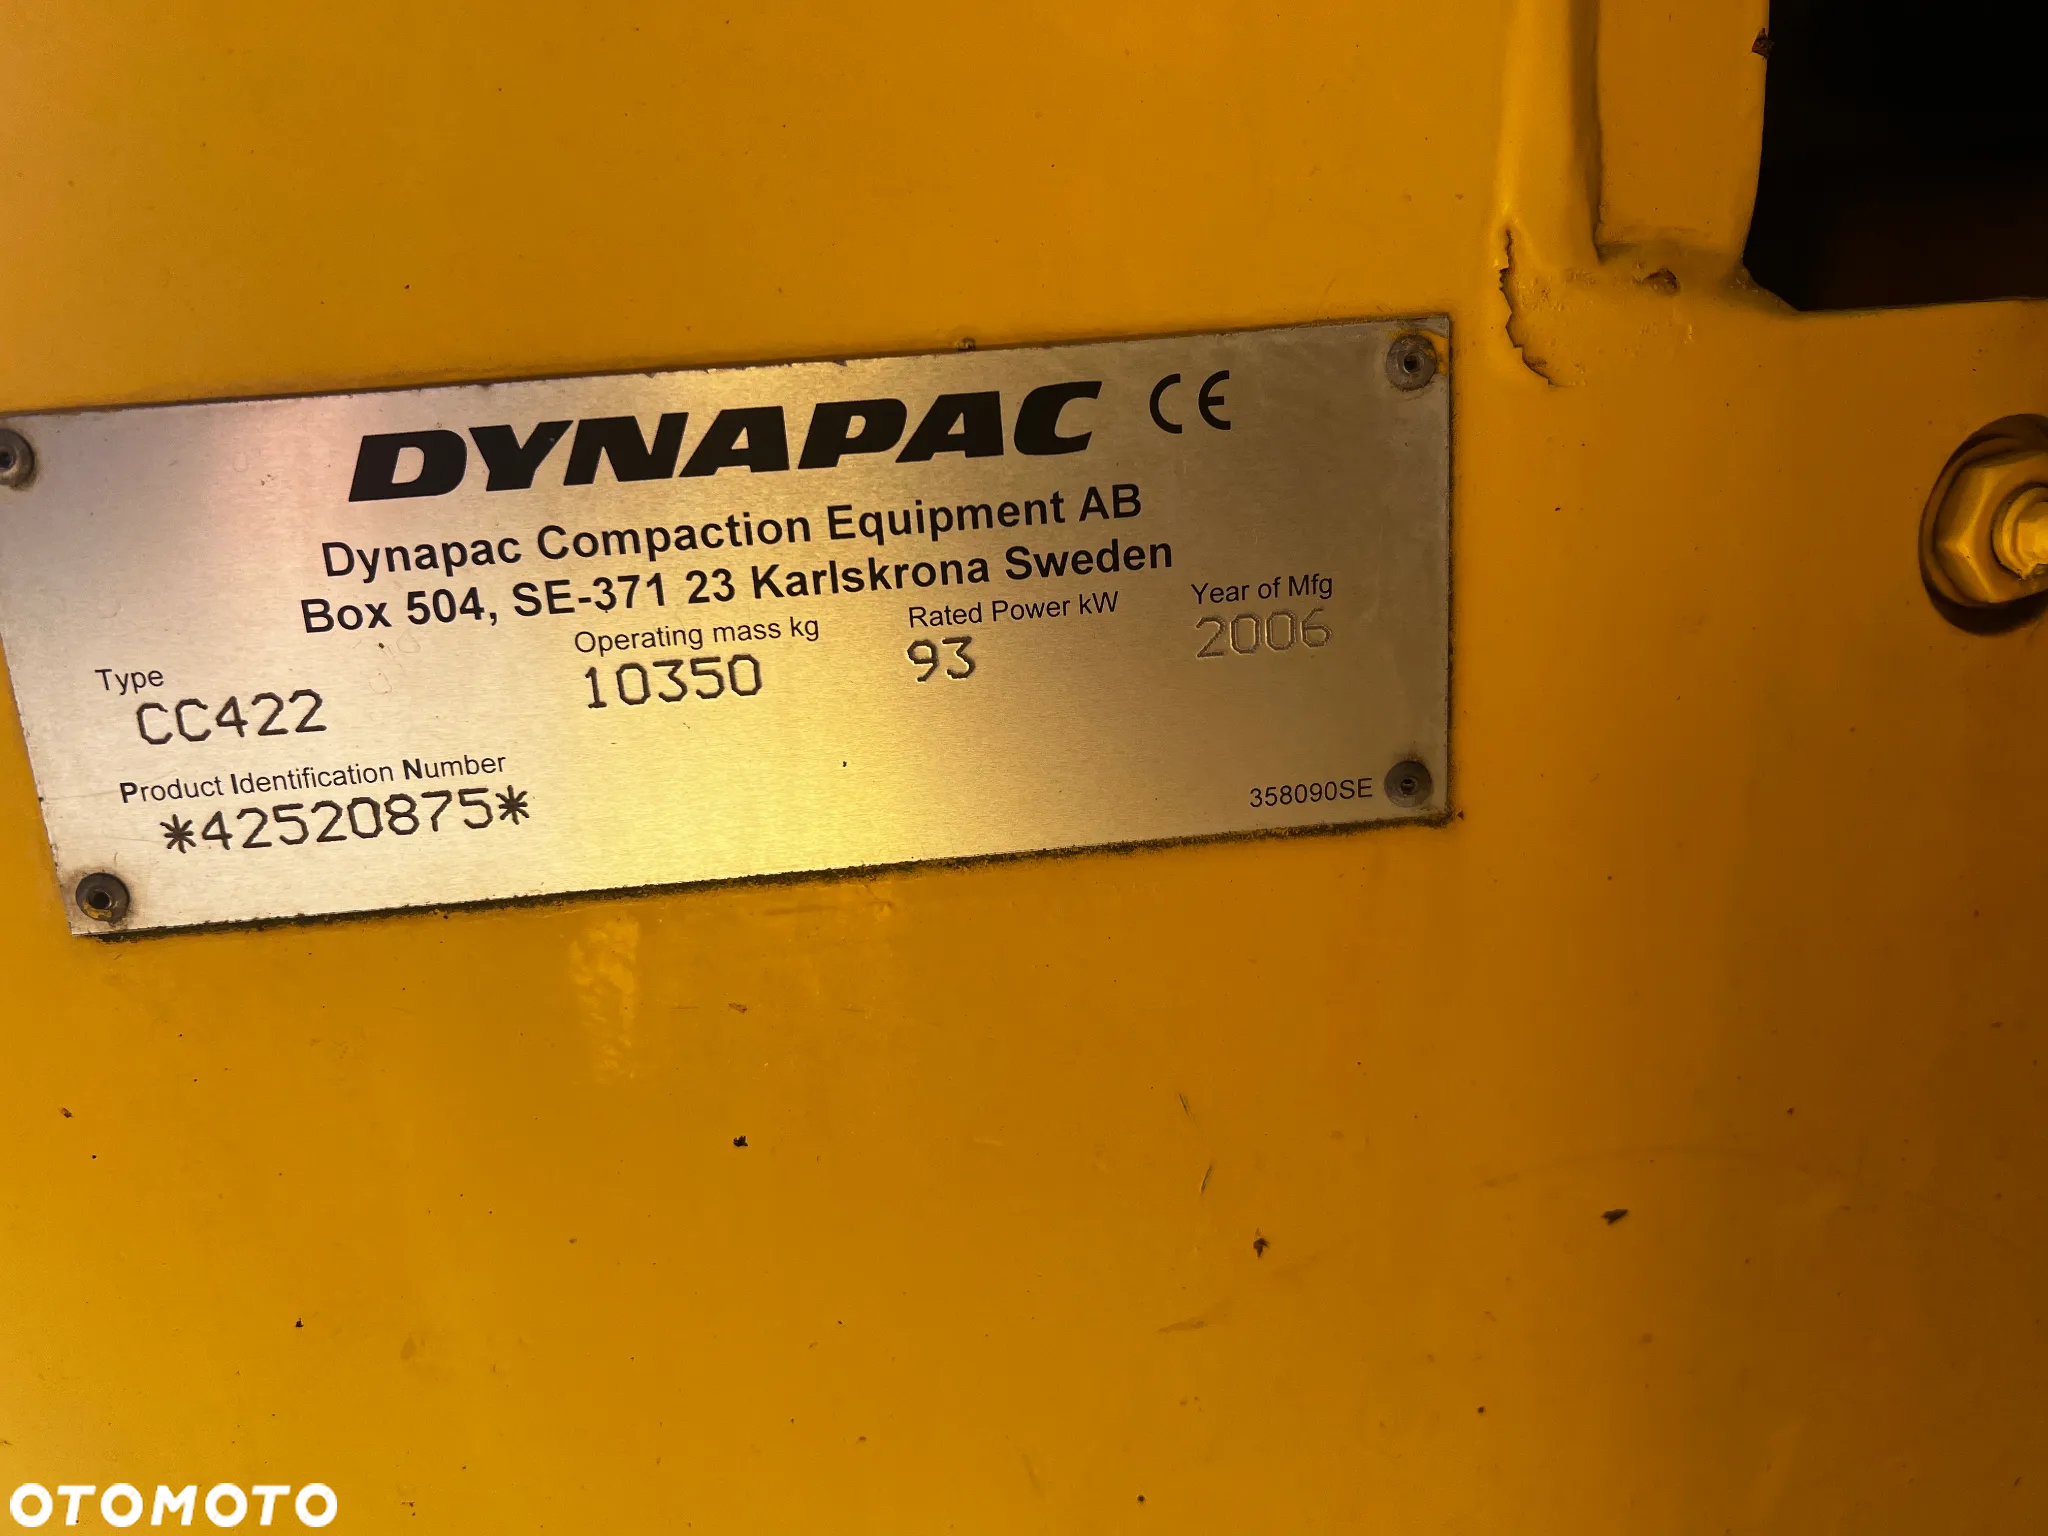 DYNAPAC CE
Dynapac Compaction Equipment AB
Box 504, SE-371 23 Karlskrona Sweden
Type Operating mass kg Rated Power kW Year of Mfg
CC422 10350 93 2006
Product Identification Number
*42520875*
358090SE
OTOMOTO